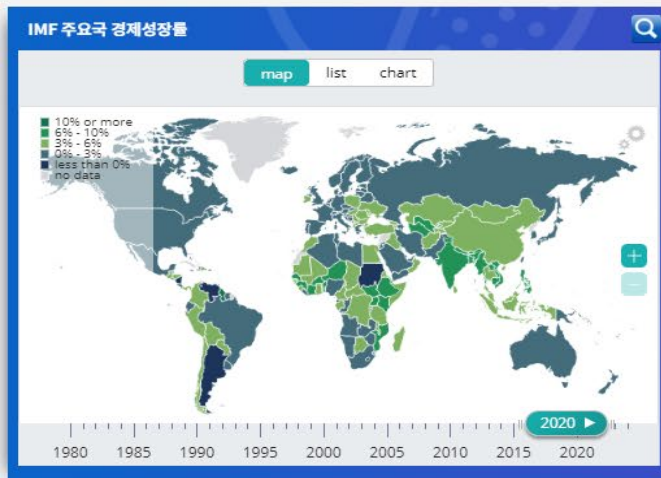 IMF 주요국 경제성장률
map list chart
10% or more
6% - 10%
3% - 6%
0% - 3%
less than 0%
no data
+
−
2020 ▶
1980 1985 1990 1995 2000 2005 2010 2015 2020